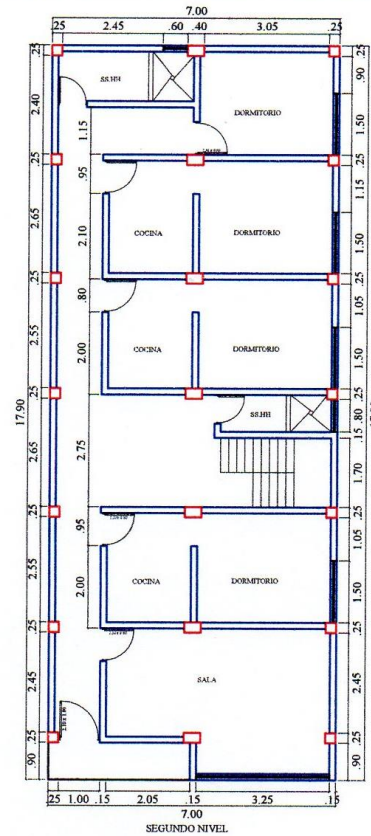 7.00
.25 2.45 .60 .40 3.05 .25
.25 2.40 .25 2.65 .25 2.55 .25 2.65 .25 2.55 .25 2.45 .25 .90
17.90
SS.HH
DORMITORIO
1.15
.95
COCINA DORMITORIO
2.10
.80
COCINA DORMITORIO
2.00
SS.HH
2.75
.95
COCINA DORMITORIO
2.00
SALA
.25 .90 1.50 .25 1.15 1.50 .25 1.05 1.50 .25 .80 .15 1.70 .25 1.05 1.50 .25 2.45 .25 .90
.25 1.00 .15 2.05 .15 3.25 .15
7.00
SEGUNDO NIVEL